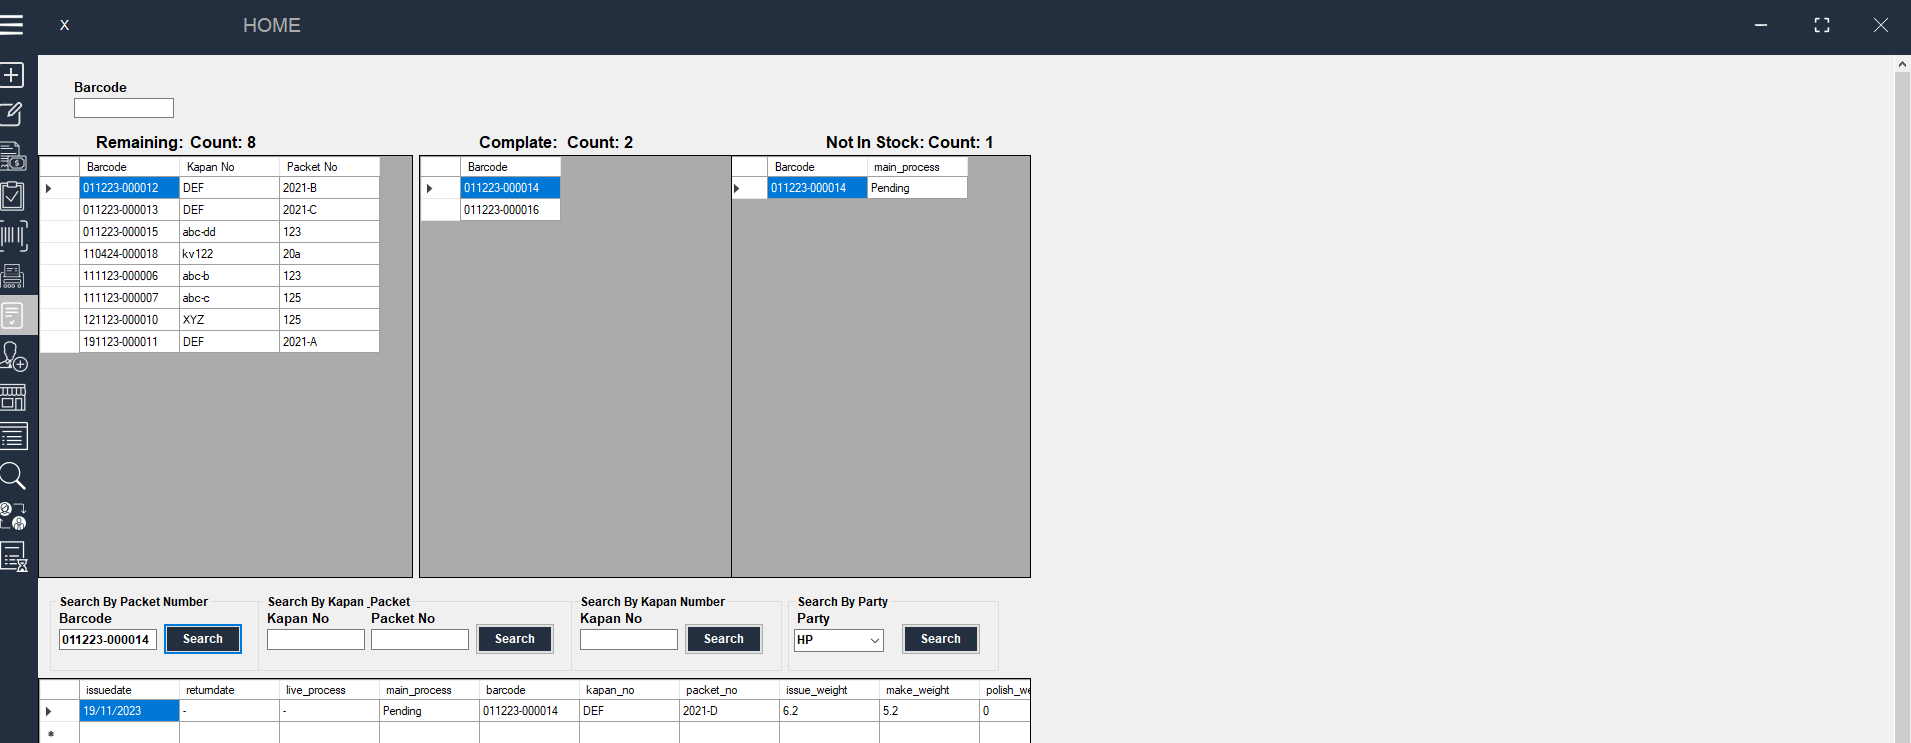 X HOME
Barcode
Remaining: Count: 8 Complate: Count: 2 Not In Stock: Count: 1
Barcode Kapan No Packet No Barcode Barcode main_process
011223-000012 DEF 2021-B 011223-000014 011223-000014 Pending
011223-000013 DEF 2021-C 011223-000016
011223-000015 abc-dd 123
110424-000018 kv122 20a
111123-000006 abc-b 123
111123-000007 abc-c 125
121123-000010 XYZ 125
191123-000011 DEF 2021-A
Search By Packet Number Search By Kapan _Packet Search By Kapan Number Search By Party
Barcode Kapan No Packet No Kapan No Party
011223-000014 Search Search Search HP Search
issuedate returndate live_process main_process barcode kapan_no packet_no issue_weight make_weight polish_we
19/11/2023 - - Pending 011223-000014 DEF 2021-D 6.2 5.2 0